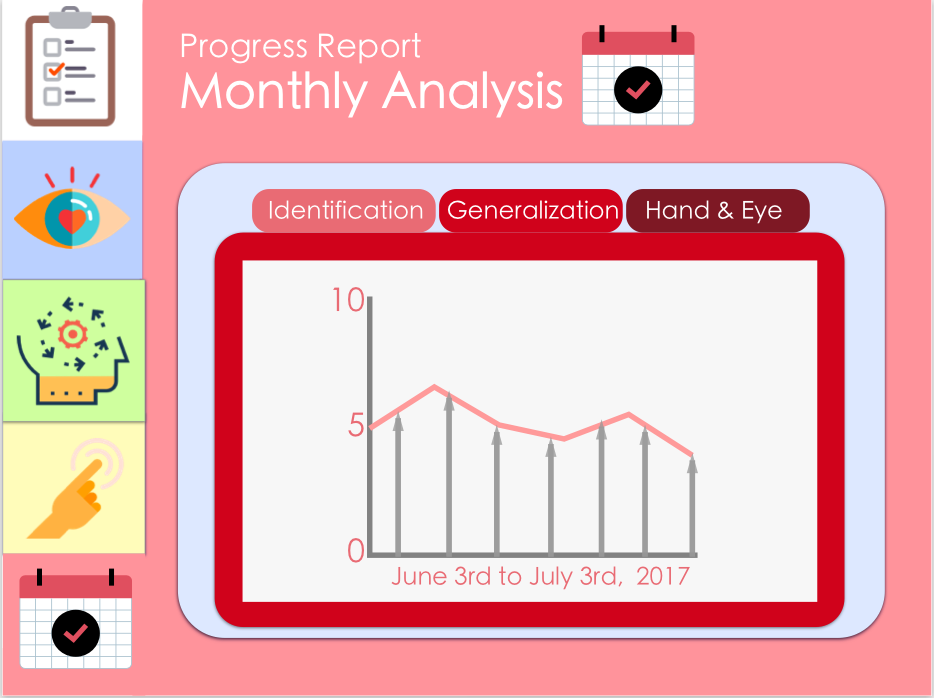 Progress Report
Monthly Analysis
Identification
Generalization
Hand & Eye
10
5
0
June 3rd to July 3rd, 2017